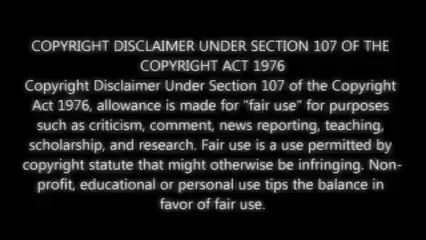 COPYRIGHT DISCLAIMER UNDER SECTION 107 OF THE
COPYRIGHT ACT 1976
Copyright Disclaimer Under Section 107 of the Copyright
Act 1976, allowance is made for "fair use" for purposes
such as criticism, comment, news reporting, teaching,
scholarship, and research. Fair use is a use permitted by
copyright statute that might otherwise be infringing. Non-
profit, educational or personal use tips the balance in
favor of fair use.